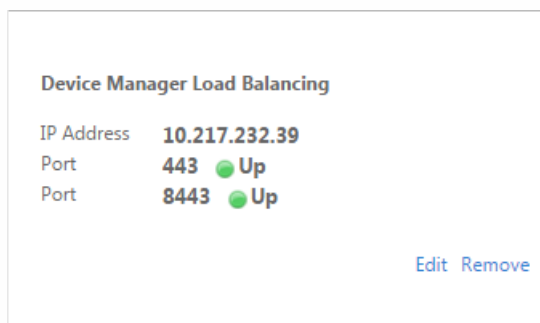 Device Manager Load Balancing
IP Address 10.217.232.39
Port 443 Up
Port 8443 Up
Edit Remove